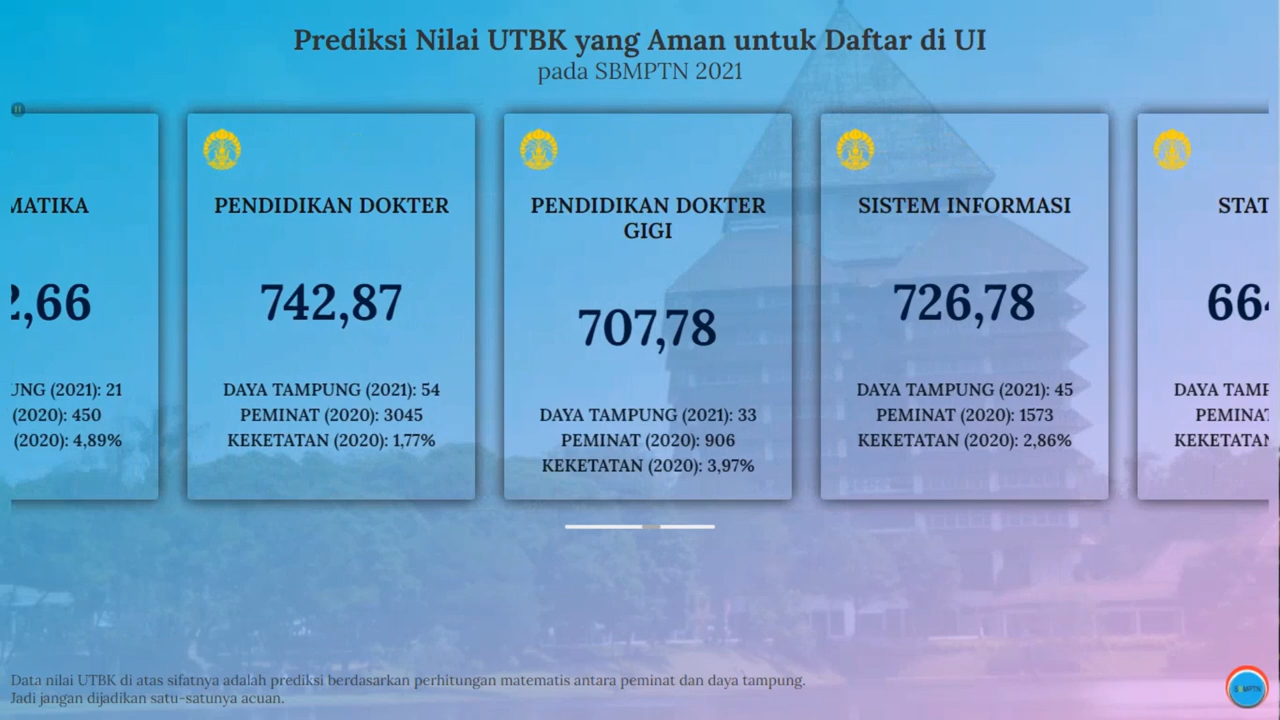 Prediksi Nilai UTBK yang Aman untuk Daftar di UI
pada SBMPTN 2021
MATIKA
2,66
UNG (2021): 21
(2020): 450
(2020): 4,89%
PENDIDIKAN DOKTER
742,87
DAYA TAMPUNG (2021): 54
PEMINAT (2020): 3045
KEKETATAN (2020): 1,77%
PENDIDIKAN DOKTER
GIGI
707,78
DAYA TAMPUNG (2021): 33
PEMINAT (2020): 906
KEKETATAN (2020): 3,97%
SISTEM INFORMASI
726,78
DAYA TAMPUNG (2021): 45
PEMINAT (2020): 1573
KEKETATAN (2020): 2,86%
STAT
664
DAYA TAMP
PEMINAT
KEKETATAN
Data nilai UTBK di atas sifatnya adalah prediksi berdasarkan perhitungan matematis antara peminat dan daya tampung.
Jadi jangan dijadikan satu-satunya acuan.
SBMPTN